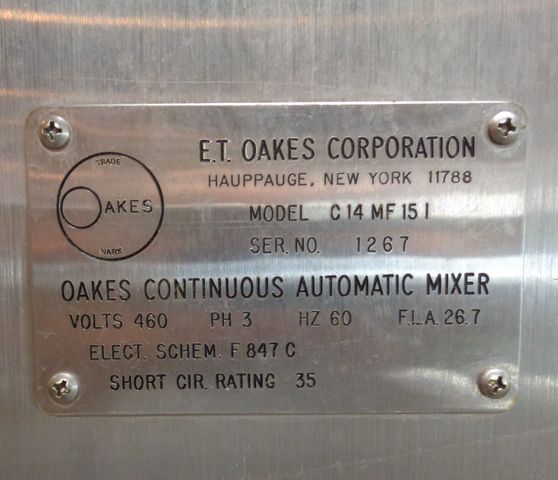 TRADE
OAKES
MARK
E.T. OAKES CORPORATION
HAUPPAUGE, NEW YORK 11788
MODEL C 14 MF 15 I
SER. NO. 1267
OAKES CONTINUOUS AUTOMATIC MIXER
VOLTS 460 PH 3 HZ 60 F.L.A. 26.7
ELECT. SCHEM. F 847 C
SHORT CIR. RATING 35